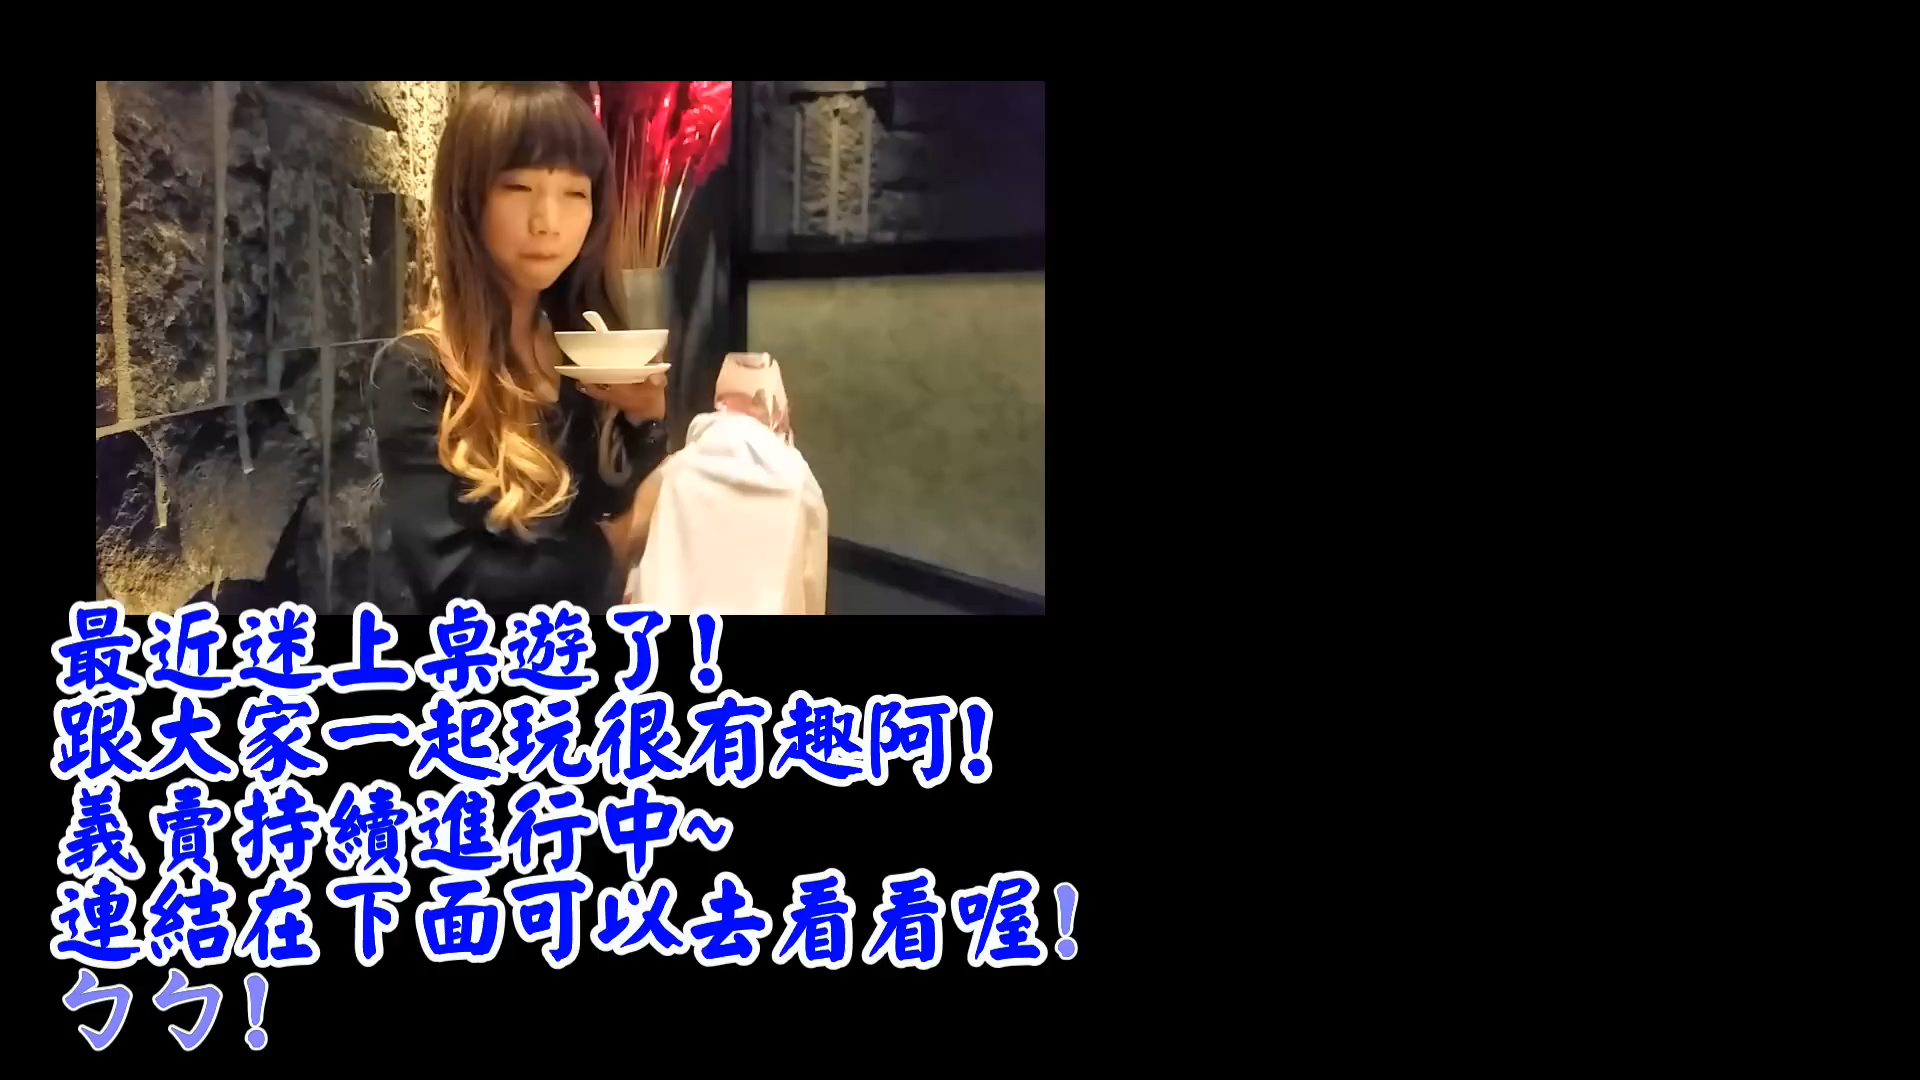 最近迷上桌遊了!
跟大家一起玩很有趣阿!
義賣持續進行中~
連結在下面可以去看看喔!
ㄅㄅ!